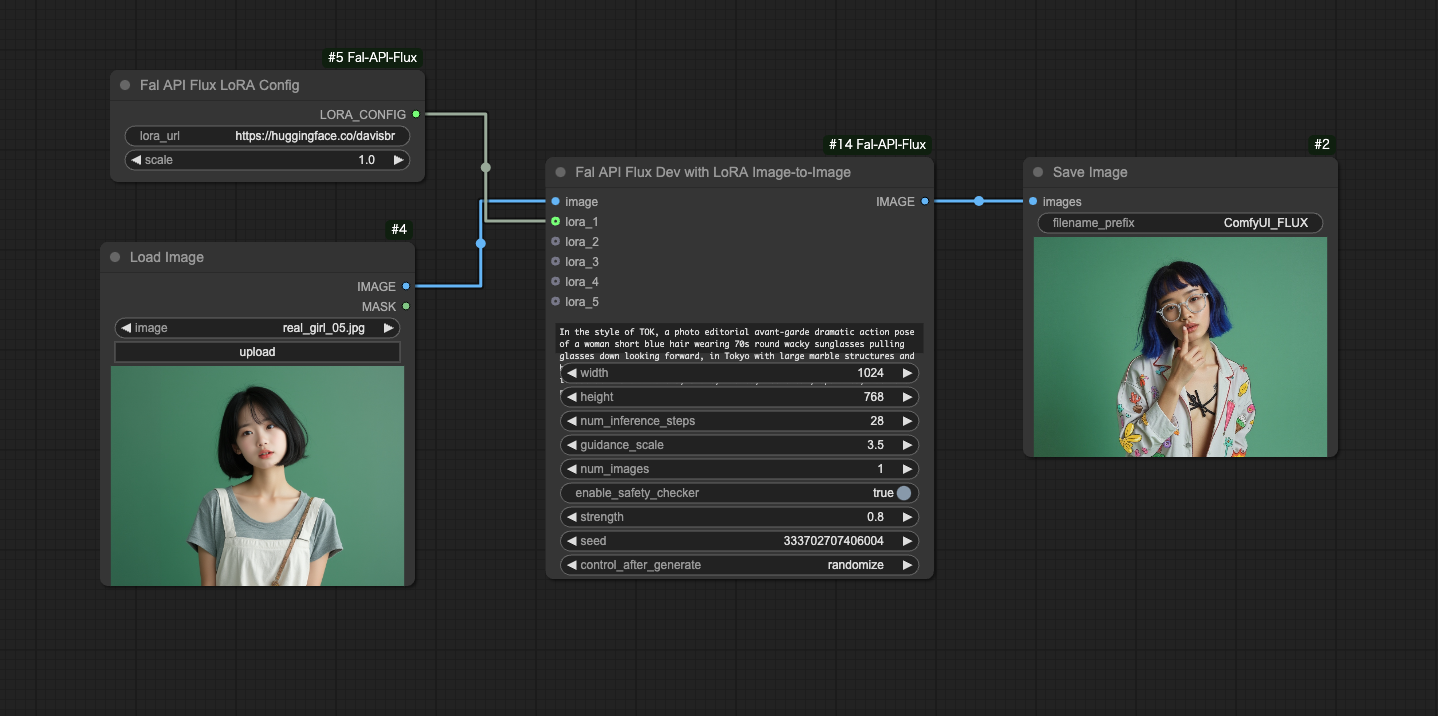 #5 Fal-API-Flux
Fal API Flux LoRA Config
LORA_CONFIG
lora_url https://huggingface.co/davisbr
scale 1.0
#4
Load Image
IMAGE
MASK
image real_girl_05.jpg
upload
#14 Fal-API-Flux
Fal API Flux Dev with LoRA Image-to-Image
image IMAGE
lora_1
lora_2
lora_3
lora_4
lora_5
In the style of TOK, a photo editorial avant-garde dramatic action pose
of a woman short blue hair wearing 70s round wacky sunglasses pulling
glasses down looking forward, in Tokyo with large marble structures and
width 1024
height 768
num_inference_steps 28
guidance_scale 3.5
num_images 1
enable_safety_checker true
strength 0.8
seed 333702707406004
control_after_generate randomize
#2
Save Image
images
filename_prefix ComfyUI_FLUX